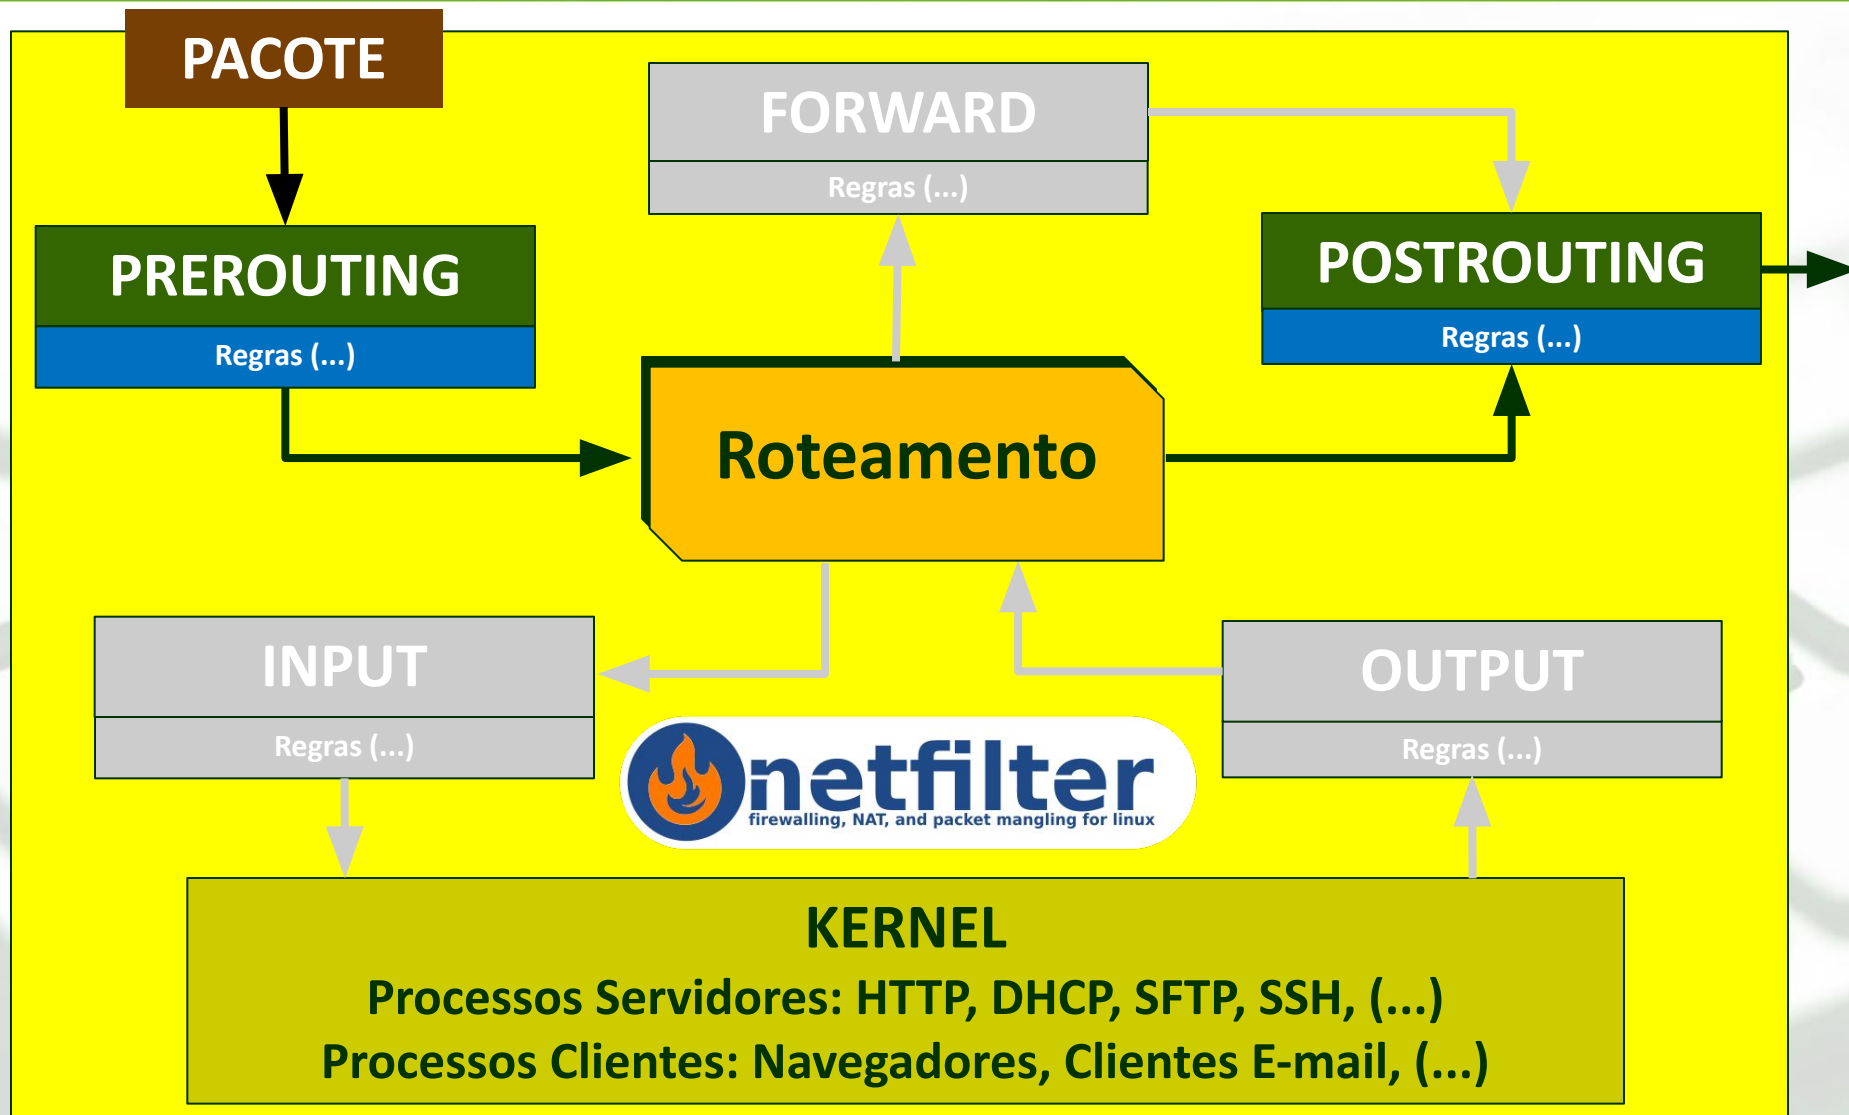 PACOTE
FORWARD
Regras (...)
PREROUTING
Regras (...)
POSTROUTING
Regras (...)
Roteamento
INPUT
Regras (...)
OUTPUT
Regras (...)
netfilter
firewalling, NAT, and packet mangling for linux
KERNEL
Processos Servidores: HTTP, DHCP, SFTP, SSH, (...)
Processos Clientes: Navegadores, Clientes E-mail, (...)